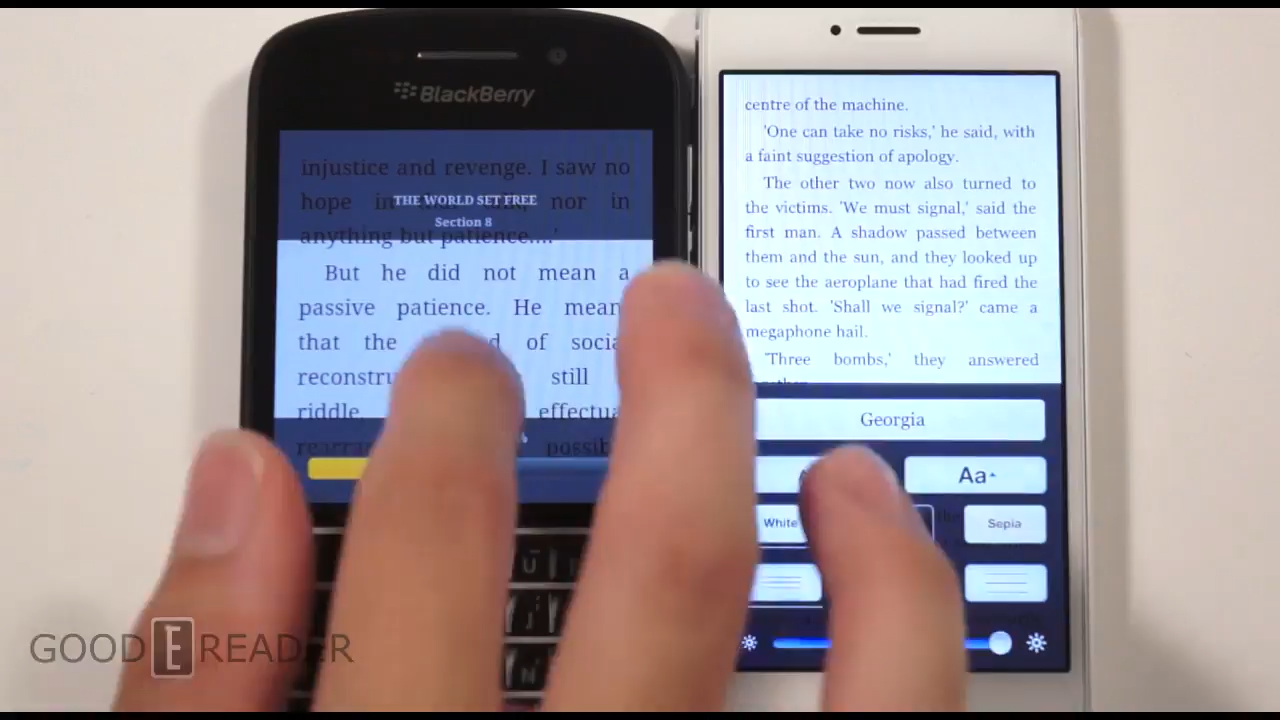 BlackBerry
injustice and revenge. I saw no
hope in nor in
THE WORLD SET FREE
Section 8
anything but patience....'
But he did not mean a
passive patience. He mean
that the of socia
reconstru still
riddle. effectua
rearra possib
U
J
N
centre of the machine.
'One can take no risks,' he said, with
a faint suggestion of apology.
The other two now also turned to
the victims. 'We must signal,' said the
first man. A shadow passed between
them and the sun, and they looked up
to see the aeroplane that had fired the
last shot. 'Shall we signal?' came a
megaphone hail.
'Three bombs,' they answered
Georgia
Aa
White Sepia
GOOD E READER